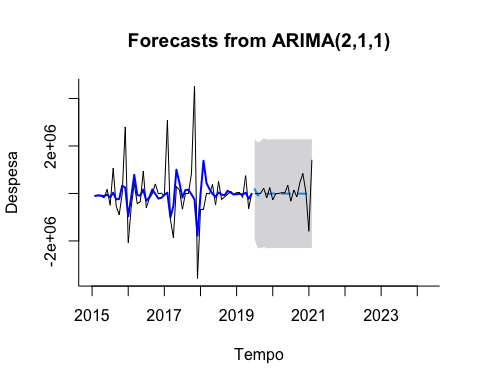 Forecasts from ARIMA(2,1,1)
2e+06
-2e+06
Despesa
2015 2017 2019 2021 2023
Tempo